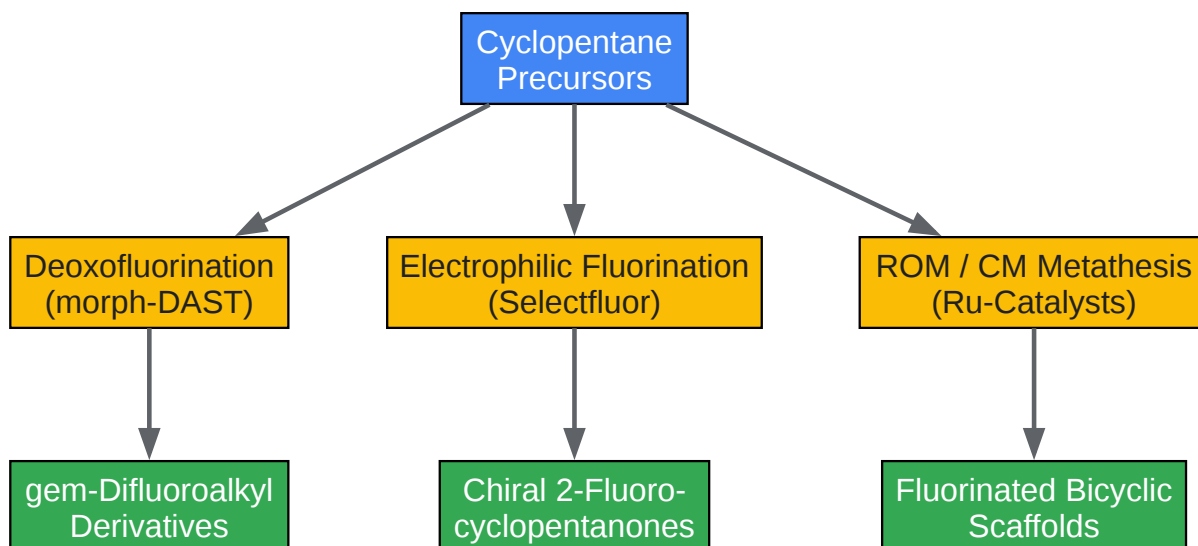 Cyclopentane
Precursors
Deoxofluorination
(morph-DAST)
Electrophilic Fluorination
(Selectfluor)
ROM / CM Metathesis
(Ru-Catalysts)
gem-Difluoroalkyl
Derivatives
Chiral 2-Fluoro-
cyclopentanones
Fluorinated Bicyclic
Scaffolds